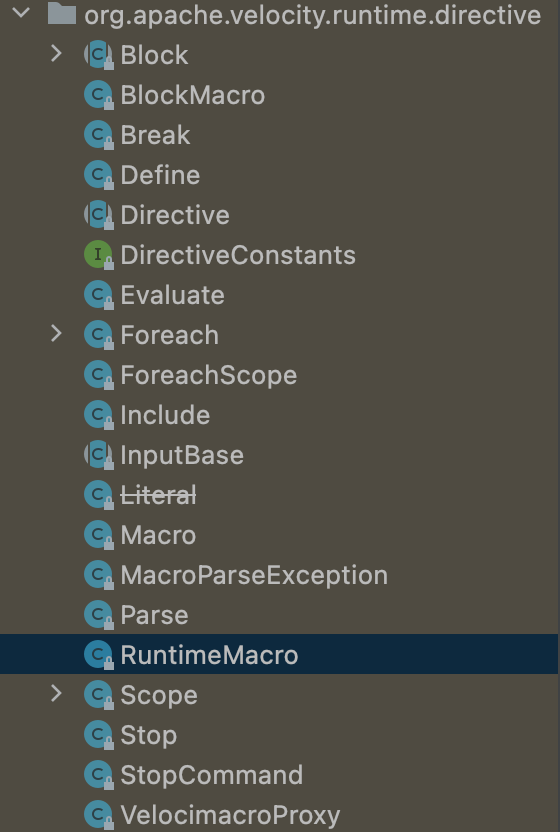 org.apache.velocity.runtime.directive
Block
BlockMacro
Break
Define
Directive
DirectiveConstants
Evaluate
Foreach
ForeachScope
Include
InputBase
Literal
Macro
MacroParseException
Parse
RuntimeMacro
Scope
Stop
StopCommand
VelocimacroProxy